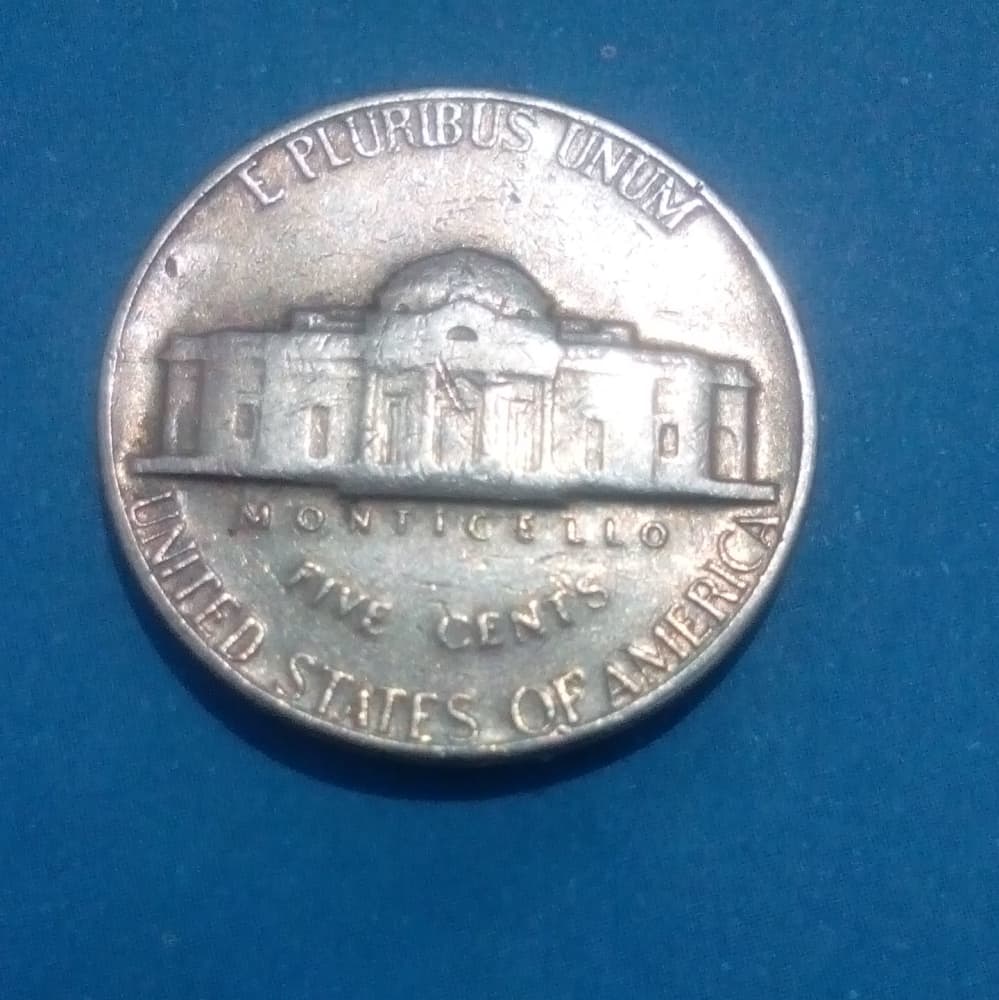 E PLURIBUS UNUM
MONTICELLO
FIVE CENTS
UNITED STATES OF AMERICA